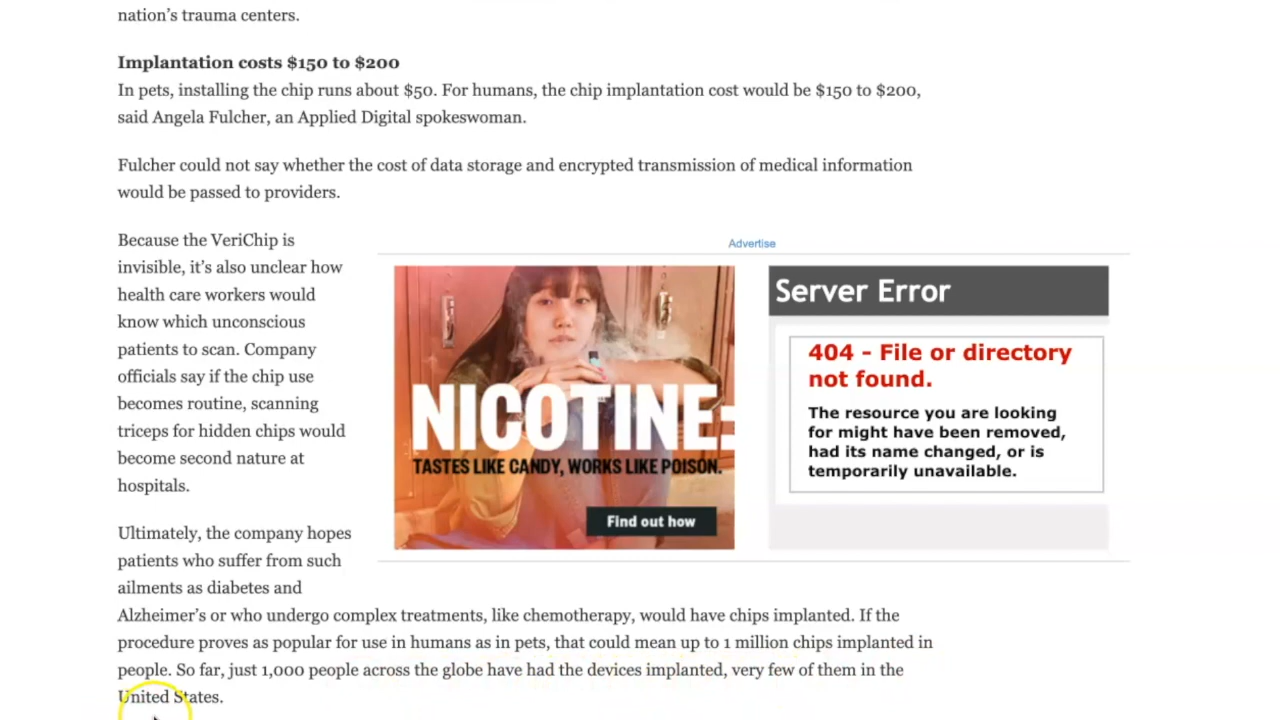 nation’s trauma centers.
Implantation costs $150 to $200
In pets, installing the chip runs about $50. For humans, the chip implantation cost would be $150 to $200,
said Angela Fulcher, an Applied Digital spokeswoman.
Fulcher could not say whether the cost of data storage and encrypted transmission of medical information
would be passed to providers.
Because the VeriChip is
invisible, it’s also unclear how
health care workers would
know which unconscious
patients to scan. Company
officials say if the chip use
becomes routine, scanning
triceps for hidden chips would
become second nature at
hospitals.
Advertise
NICOTINE:
TASTES LIKE CANDY, WORKS LIKE POISON.
Find out how
Server Error
404 - File or directory
not found.
The resource you are looking
for might have been removed,
had its name changed, or is
temporarily unavailable.
Ultimately, the company hopes
patients who suffer from such
ailments as diabetes and
Alzheimer’s or who undergo complex treatments, like chemotherapy, would have chips implanted. If the
procedure proves as popular for use in humans as in pets, that could mean up to 1 million chips implanted in
people. So far, just 1,000 people across the globe have had the devices implanted, very few of them in the
United States.